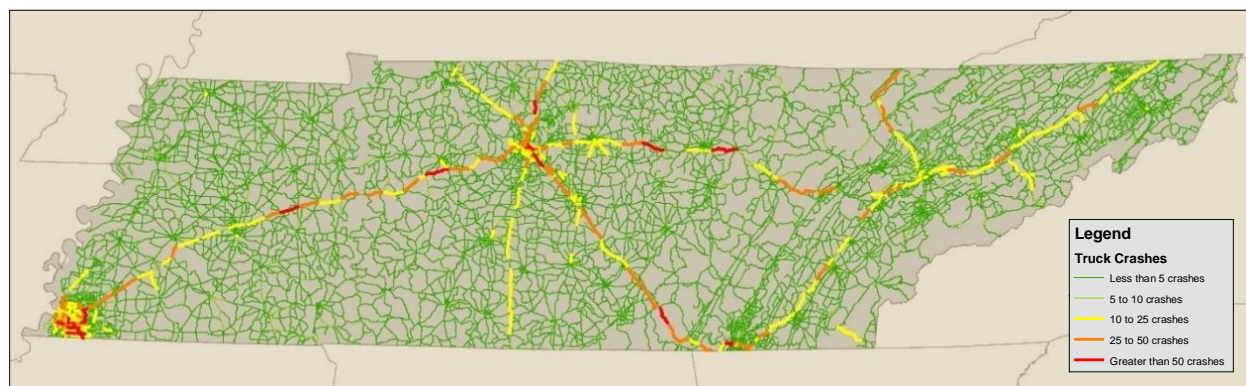 Legend
Truck Crashes
Less than 5 crashes
5 to 10 crashes
10 to 25 crashes
25 to 50 crashes
Greater than 50 crashes